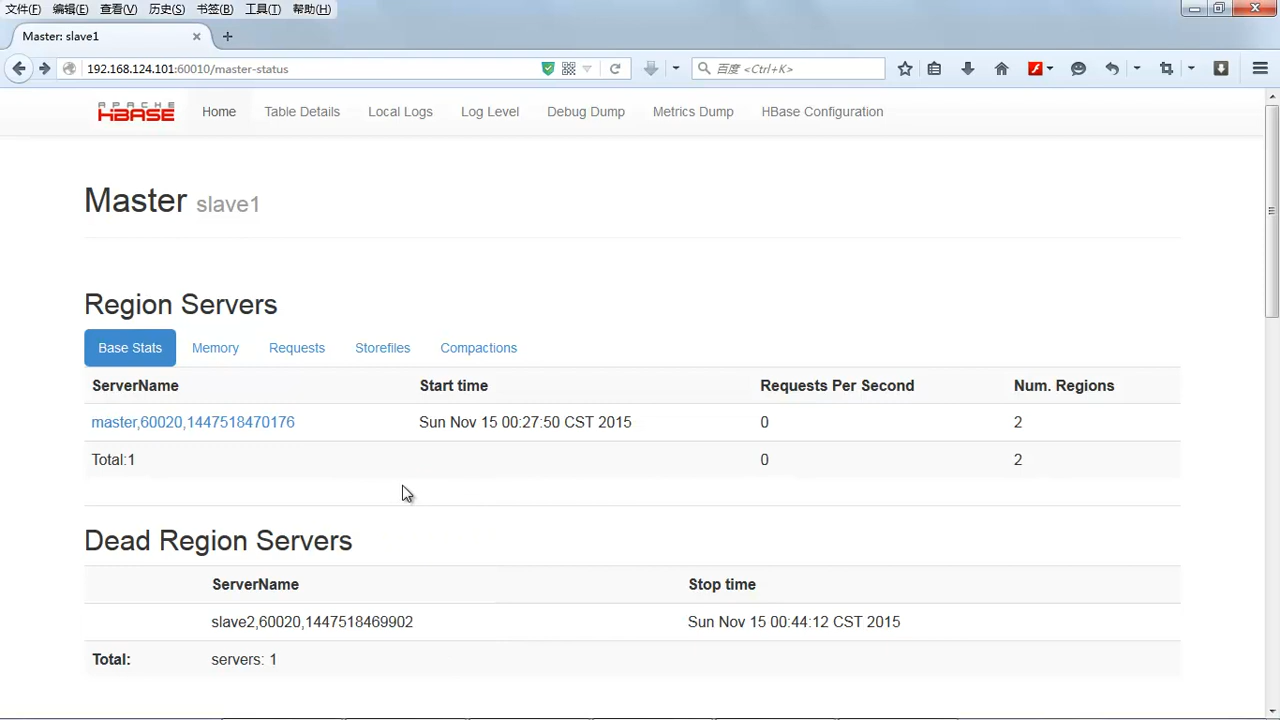 文件(F) 编辑(E) 查看(V) 历史(S) 书签(B) 工具(T) 帮助(H)
Master: slave1
192.168.124.101:60010/master-status
百度 <Ctrl+K>
APACHE HBASE Home Table Details Local Logs Log Level Debug Dump Metrics Dump HBase Configuration
Master slave1
Region Servers
Base Stats Memory Requests Storefiles Compactions
ServerName Start time Requests Per Second Num. Regions
master,60020,1447518470176 Sun Nov 15 00:27:50 CST 2015 0 2
Total:1 0 2
Dead Region Servers
ServerName Stop time
slave2,60020,1447518469902 Sun Nov 15 00:44:12 CST 2015
Total: servers: 1